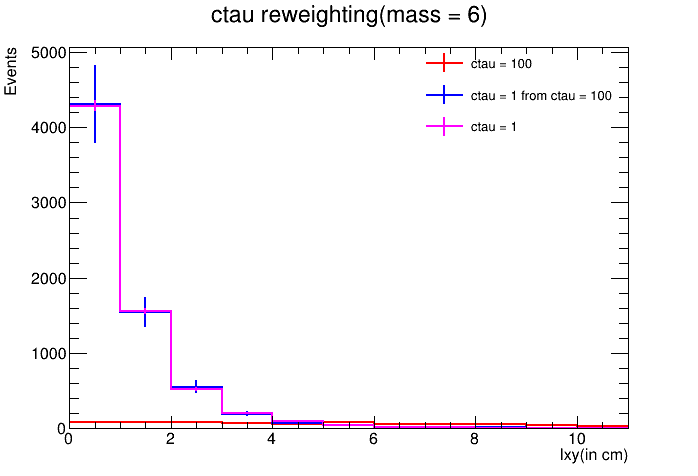 ctau reweighting(mass = 6)
Events
5000
4000
3000
2000
1000
0
ctau = 100
ctau = 1 from ctau = 100
ctau = 1
0 2 4 6 8 10
lxy(in cm)